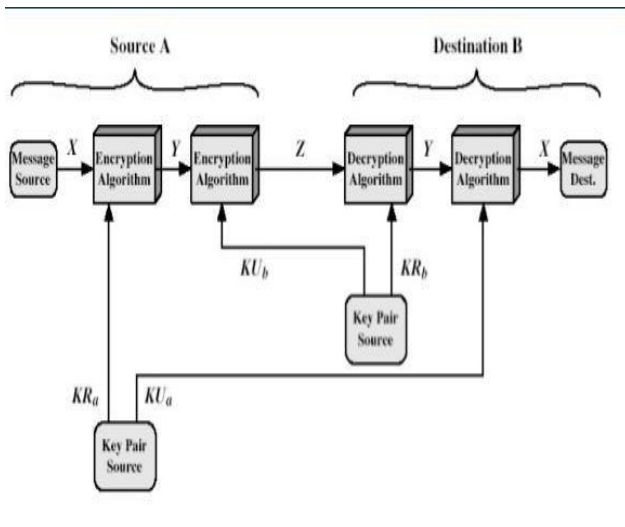 Source A
Destination B
Message
Source
X
Encryption
Algorithm
Y
Encryption
Algorithm
Z
Decryption
Algorithm
Y
Decryption
Algorithm
X
Message
Dest.
KUb
KRb
Key Pair
Source
KRa
KUa
Key Pair
Source